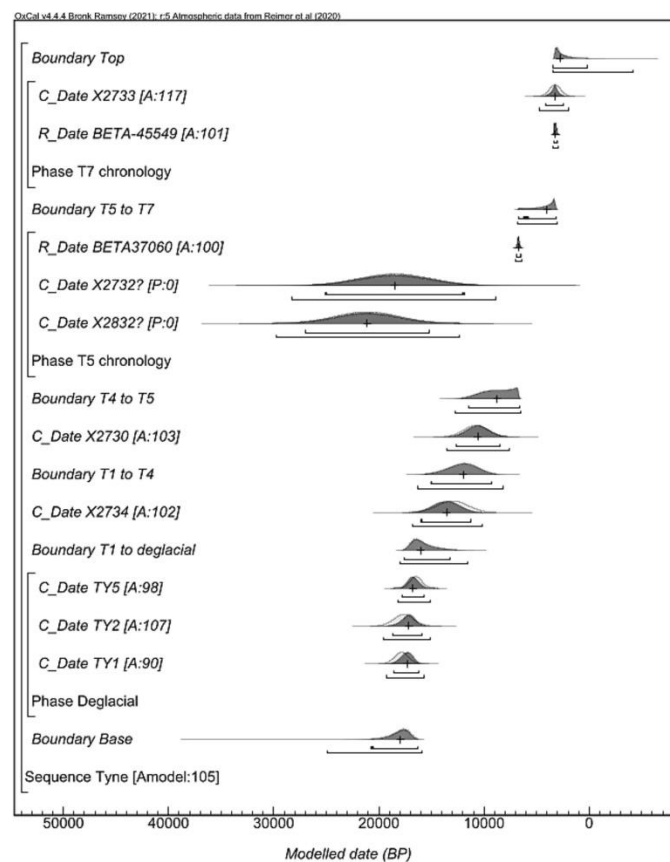 OxCal v4.4.4 Bronk Ramsey (2021); r:5 Atmospheric data from Reimer et al (2020)
Boundary Top
C_Date X2733 [A:117]
R_Date BETA-45549 [A:101]
Phase T7 chronology
Boundary T5 to T7
R_Date BETA37060 [A:100]
C_Date X2732? [P:0]
C_Date X2832? [P:0]
Phase T5 chronology
Boundary T4 to T5
C_Date X2730 [A:103]
Boundary T1 to T4
C_Date X2734 [A:102]
Boundary T1 to deglacial
C_Date TY5 [A:98]
C_Date TY2 [A:107]
C_Date TY1 [A:90]
Phase Deglacial
Boundary Base
Sequence Tyne [Amodel:105]
50000 40000 30000 20000 10000 0
Modelled date (BP)